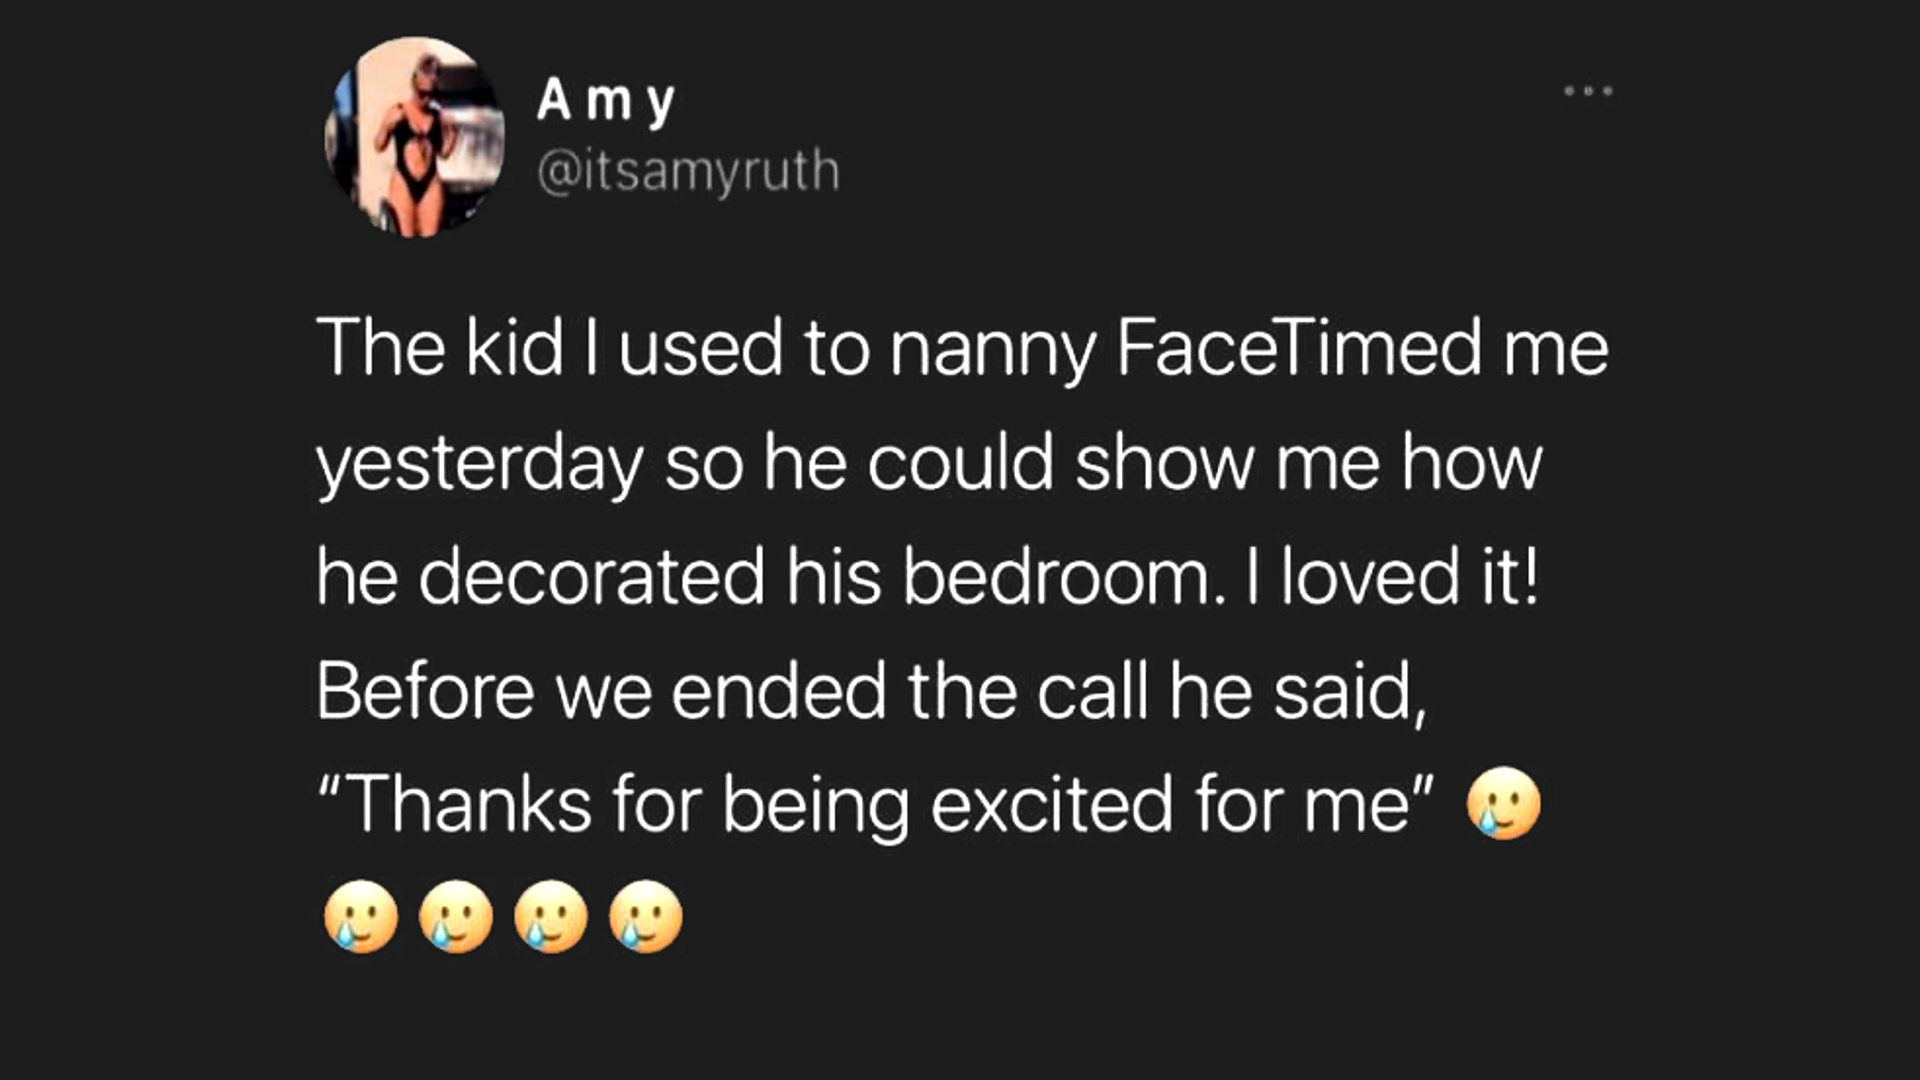 Amy
@itsamyruth
The kid I used to nanny FaceTimed me
yesterday so he could show me how
he decorated his bedroom. I loved it!
Before we ended the call he said,
“Thanks for being excited for me” 🥲
🥲🥲🥲🥲